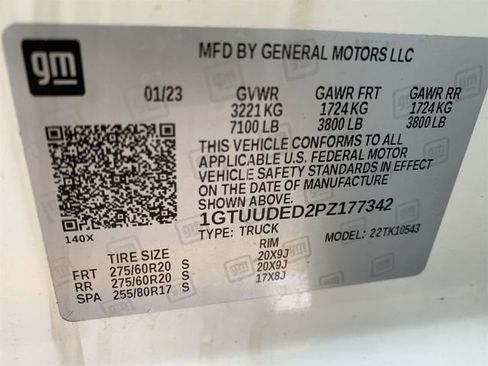 gm
MFD BY GENERAL MOTORS LLC
01/23 GVWR GAWR FRT GAWR RR
3221 KG 1724 KG 1724 KG
7100 LB 3800 LB 3800 LB
THIS VEHICLE CONFORMS TO ALL
APPLICABLE U.S. FEDERAL MOTOR
VEHICLE SAFETY STANDARDS IN EFFECT
ON THE DATE OF MANUFACTURE
SHOWN ABOVE.
1GTUUDED2PZ177342
140X TYPE: TRUCK MODEL: 22TK10543
TIRE SIZE RIM
FRT 275/60R20 S 20X9J
RR 275/60R20 S 20X9J
SPA 255/80R17 S 17X8J